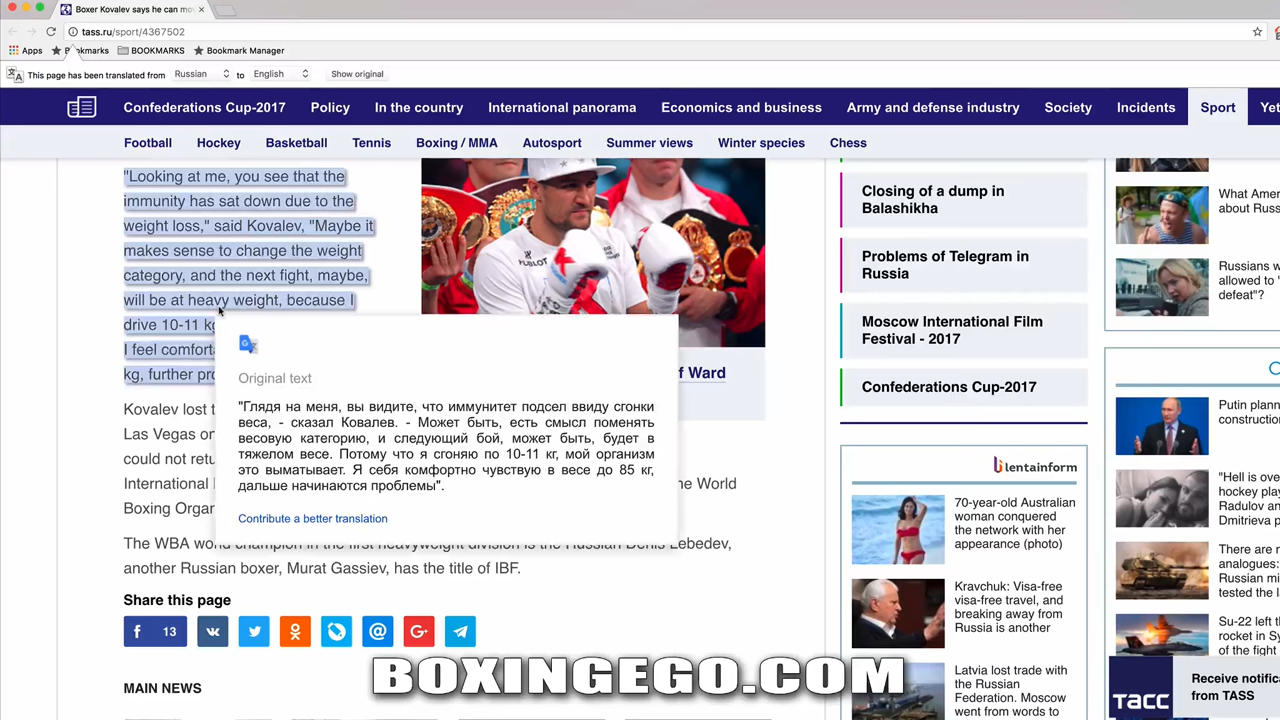 Boxer Kovalev says he can mov
tass.ru/sport/4367502
Apps Bookmarks BOOKMARKS Bookmark Manager
This page has been translated from Russian to English Show original
Confederations Cup-2017 Policy In the country International panorama Economics and business Army and defense industry Society Incidents Sport Yet
Football Hockey Basketball Tennis Boxing / MMA Autosport Summer views Winter species Chess
"Looking at me, you see that the
immunity has sat down due to the
weight loss," said Kovalev, "Maybe it
makes sense to change the weight
category, and the next fight, maybe,
will be at heavy weight, because I
drive 10-11 kg
I feel comforta
kg, further pro
HUBLOT
f Ward
Original text
"Глядя на меня, вы видите, что иммунитет подсел ввиду сгонки
веса, - сказал Ковалев. - Может быть, есть смысл поменять
весовую категорию, и следующий бой, может быть, будет в
тяжелом весе. Потому что я сгоняю по 10-11 кг, мой организм
это выматывает. Я себя комфортно чувствую в весе до 85 кг,
дальше начинаются проблемы".
Contribute a better translation
Kovalev lost t
Las Vegas on
could not retu
International he World
Boxing Organ
The WBA world champion in the first heavyweight division is the Russian Denis Lebedev,
another Russian boxer, Murat Gassiev, has the title of IBF.
Share this page
13
MAIN NEWS
Closing of a dump in
Balashikha
Problems of Telegram in
Russia
Moscow International Film
Festival - 2017
Confederations Cup-2017
lentainform
70-year-old Australian
woman conquered
the network with her
appearance (photo)
Kravchuk: Visa-free
visa-free travel, and
breaking away from
Russia is another
Latvia lost trade with
the Russian
Federation. Moscow
went from words to
What Amer
about Russ
Russians w
allowed to "
defeat"?
Putin plann
constructio
"Hell is ove
hockey play
Radulov an
Dmitrieva p
There are n
analogues:
Russian mi
tested the la
Su-22 left th
rocket in Sy
of the fight
Receive notifica
from TASS
ТАСС
BOXINGEGO.COM